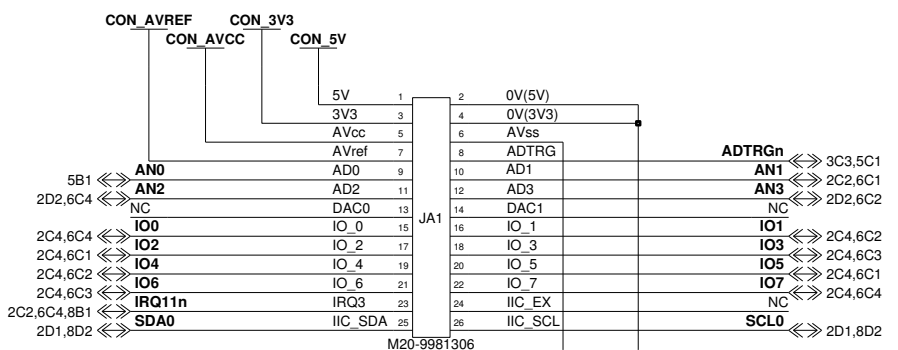 CON_AVREF CON_3V3
CON_AVCC CON_5V
5V 1 2 0V(5V)
3V3 3 4 0V(3V3)
AVcc 5 6 AVss
AVref 7 8 ADTRG ADTRGn 3C3,5C1
5B1 AN0 AD0 9 10 AD1 AN1 2C2,6C1
2D2,6C4 AN2 AD2 11 12 AD3 AN3 2D2,6C2
NC DAC0 13 14 DAC1 NC
JA1
2C4,6C4 IO0 IO_0 15 16 IO_1 IO1 2C4,6C2
2C4,6C1 IO2 IO_2 17 18 IO_3 IO3 2C4,6C3
2C4,6C2 IO4 IO_4 19 20 IO_5 IO5 2C4,6C1
2C4,6C3 IO6 IO_6 21 22 IO_7 IO7 2C4,6C4
2C2,6C4,8B1 IRQ11n IRQ3 23 24 IIC_EX NC
2D1,8D2 SDA0 IIC_SDA 25 26 IIC_SCL SCL0 2D1,8D2
M20-9981306